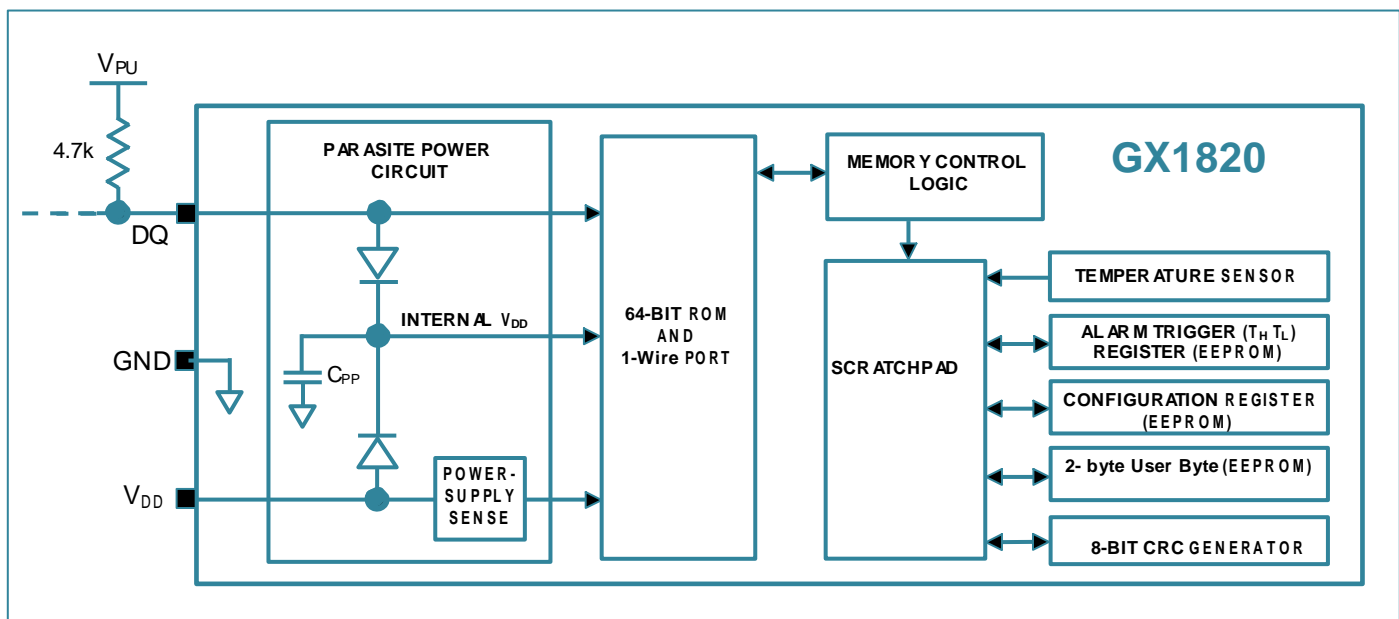 VPU
4.7k
DQ
GND
VDD
PARASITE POWER
CIRCUIT
INTERNAL VDD
CPP
POWER-
SUPPLY
SENSE
64-BIT ROM
AND
1-Wire PORT
MEMORY CONTROL
LOGIC
GX1820
SCRATCHPAD
TEMPERATURE SENSOR
ALARM TRIGGER (TH TL)
REGISTER (EEPROM)
CONFIGURATION REGISTER
(EEPROM)
2- byte User Byte (EEPROM)
8-BIT CRC GENERATOR